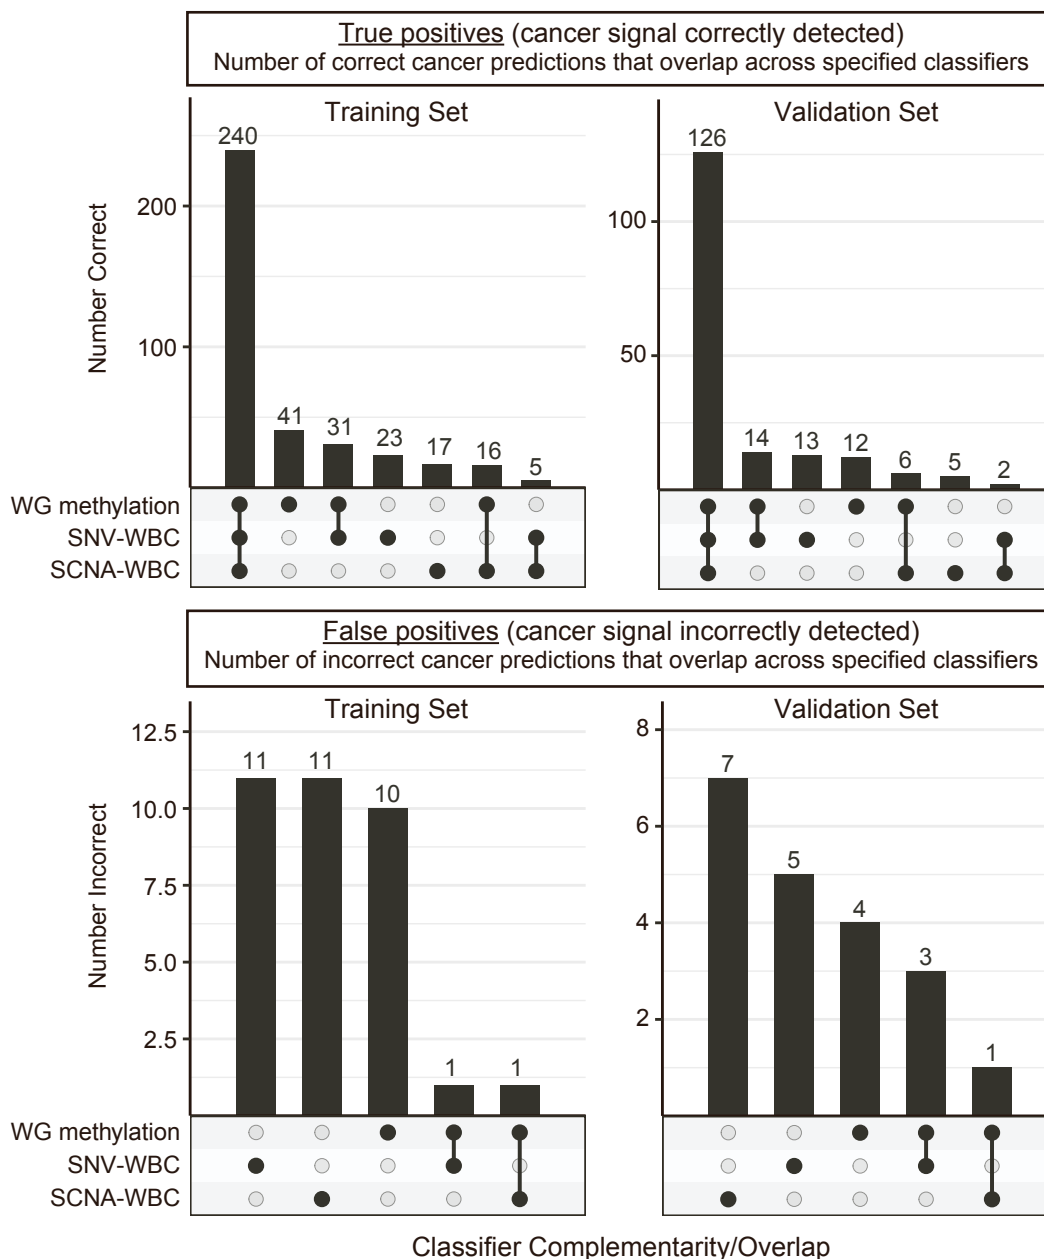 True positives (cancer signal correctly detected)
Number of correct cancer predictions that overlap across specified classifiers
Training Set
Validation Set
Number Correct
200
100
240
41
31
23
17
16
5
100
50
126
14
13
12
6
5
2
WG methylation
SNV-WBC
SCNA-WBC
False positives (cancer signal incorrectly detected)
Number of incorrect cancer predictions that overlap across specified classifiers
Training Set
Validation Set
Number Incorrect
12.5
10.0
7.5
5.0
2.5
11
11
10
1
1
8
6
4
2
7
5
4
3
1
WG methylation
SNV-WBC
SCNA-WBC
Classifier Complementarity/Overlap